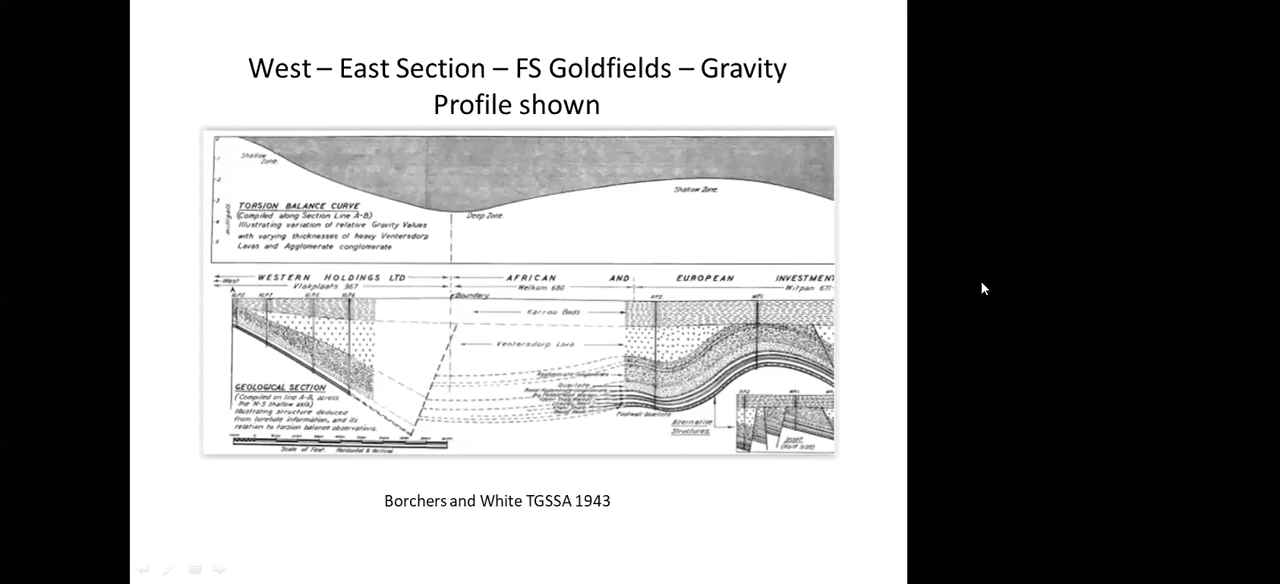 West – East Section – FS Goldfields – Gravity
Profile shown
Shallow
Zone.
milligals
TORSION BALANCE CURVE
(Compiled along Section Line A-B)
Illustrating variation of relative Gravity Values
with varying thicknesses of heavy Ventersdorp
Lavas and Agglomerate conglomerate
Deep Zone.
Shallow Zone.
WESTERN HOLDINGS LTD
AFRICAN AND EUROPEAN INVESTMENT
West
Vlakplaats 367
Welkom 680
Witpan 671
Boundary
Karroo Beds
Ventersdorp Lava
Quartzite
Footwall Quartzite
GEOLOGICAL SECTION
(Compiled on line A-B, across
the N-S shallow axis)
Illustrating structure deduced
from borehole information, and its
relation to torsion balance observations.
Alternative
Structures.
Inset
(Half Size)
Scale of Feet. Horizontal & Vertical.
Borchers and White TGSSA 1943